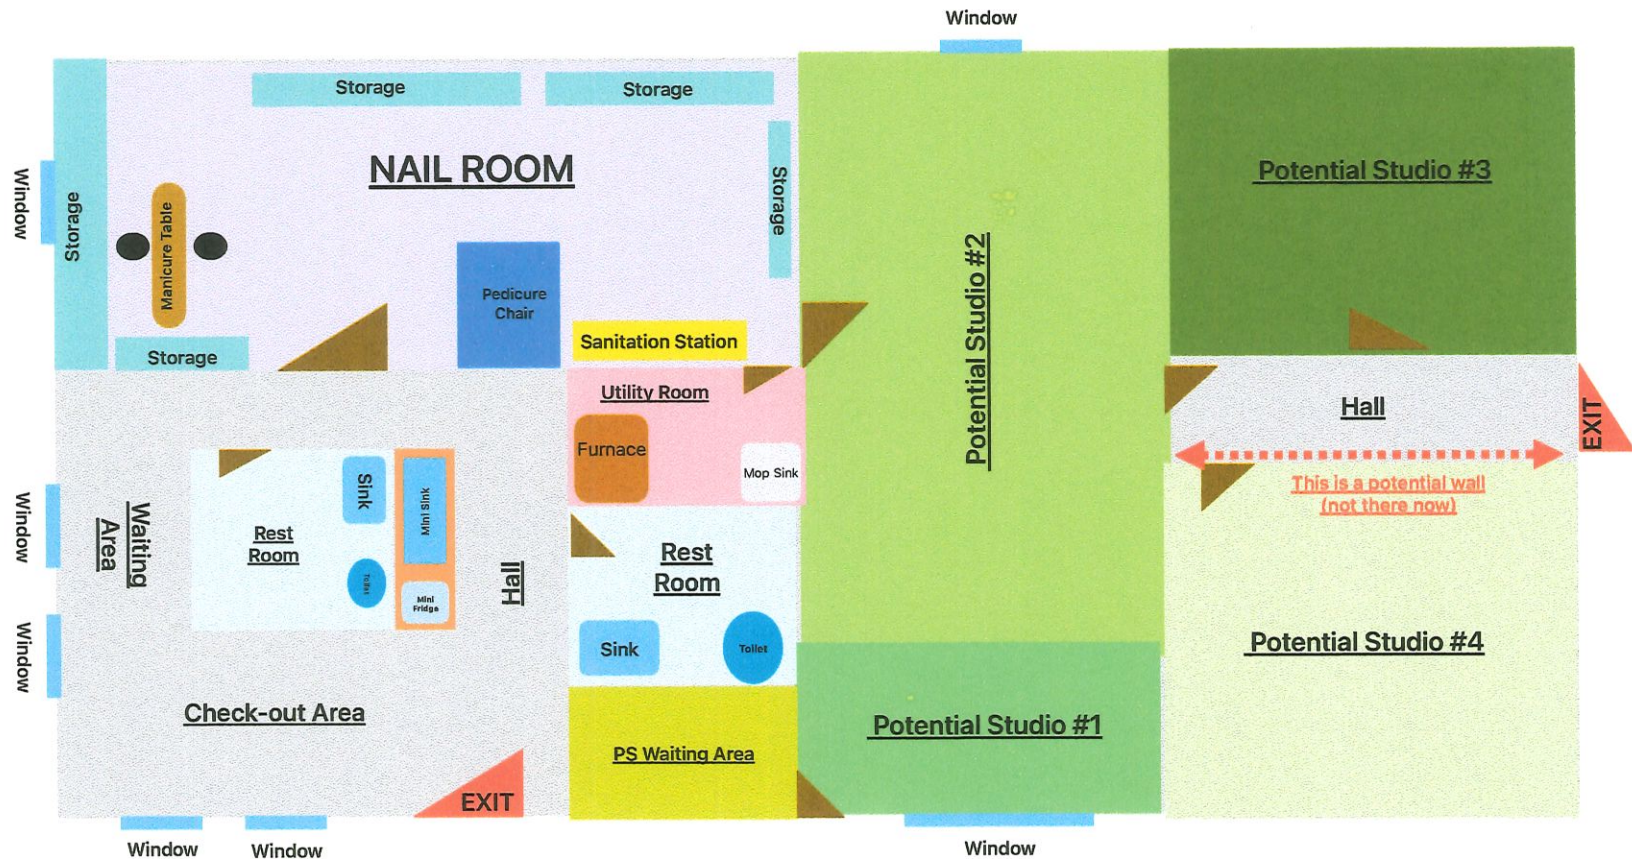 Window
Storage
Storage
NAIL ROOM
Storage
Window
Storage
Manicure Table
Pedicure
Chair
Storage
Sanitation Station
Potential Studio #2
Potential Studio #3
Utility Room
Furnace
Mop Sink
Hall
EXIT
This is a potential wall
(not there now)
Window
Waiting
Area
Rest
Room
Sink
Toilet
Mini Sink
Mini
Fridge
Hall
Rest
Room
Sink
Toilet
Window
Potential Studio #4
Check-out Area
PS Waiting Area
Potential Studio #1
EXIT
Window
Window
Window